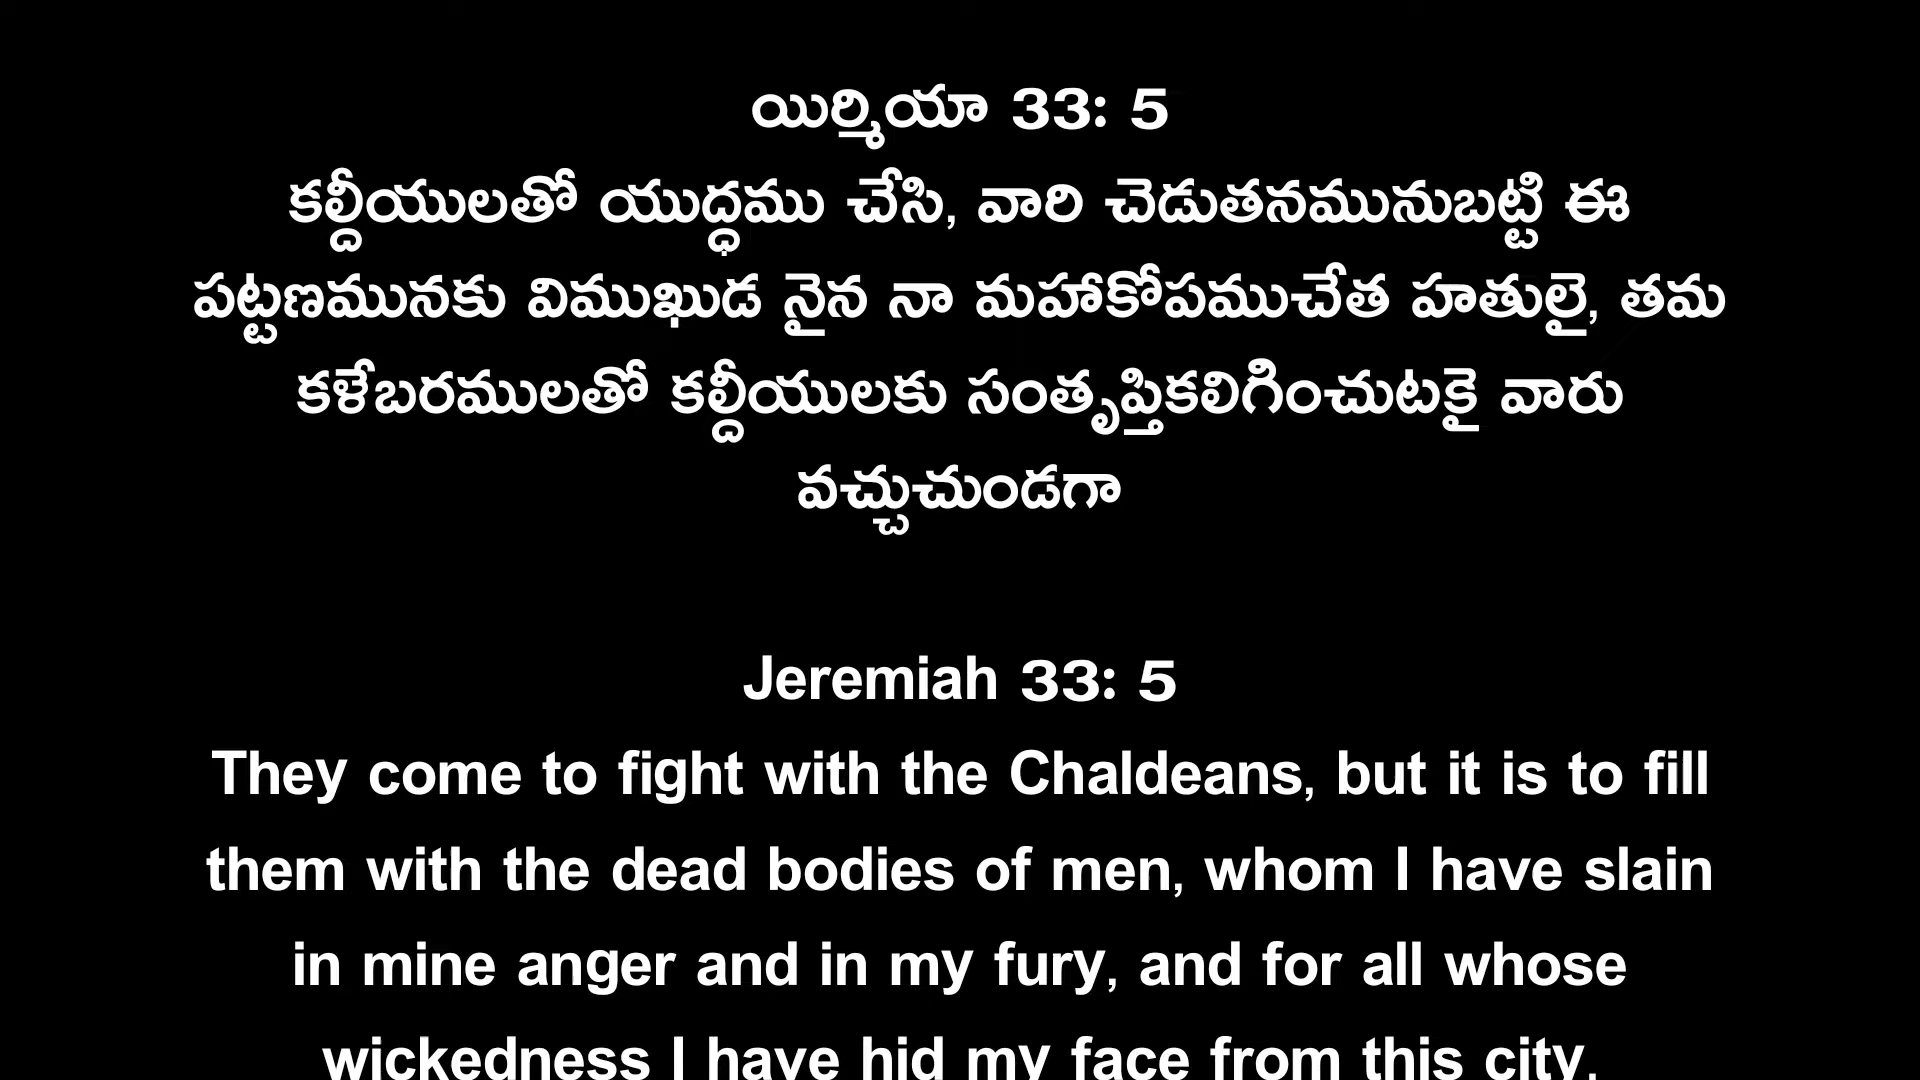 యిర్మియా 33: 5
కల్దీయులతో యుద్ధము చేసి, వారి చెడుతనమునుబట్టి ఈ
పట్టణమునకు విముఖుడ నైన నా మహాకోపముచేత హతులై, తమ
కళేబరములతో కల్దీయులకు సంతృప్తికలిగించుటకై వారు
వచ్చుచుండగా
Jeremiah 33: 5
They come to fight with the Chaldeans, but it is to fill
them with the dead bodies of men, whom I have slain
in mine anger and in my fury, and for all whose
wickedness I have hid my face from this city.